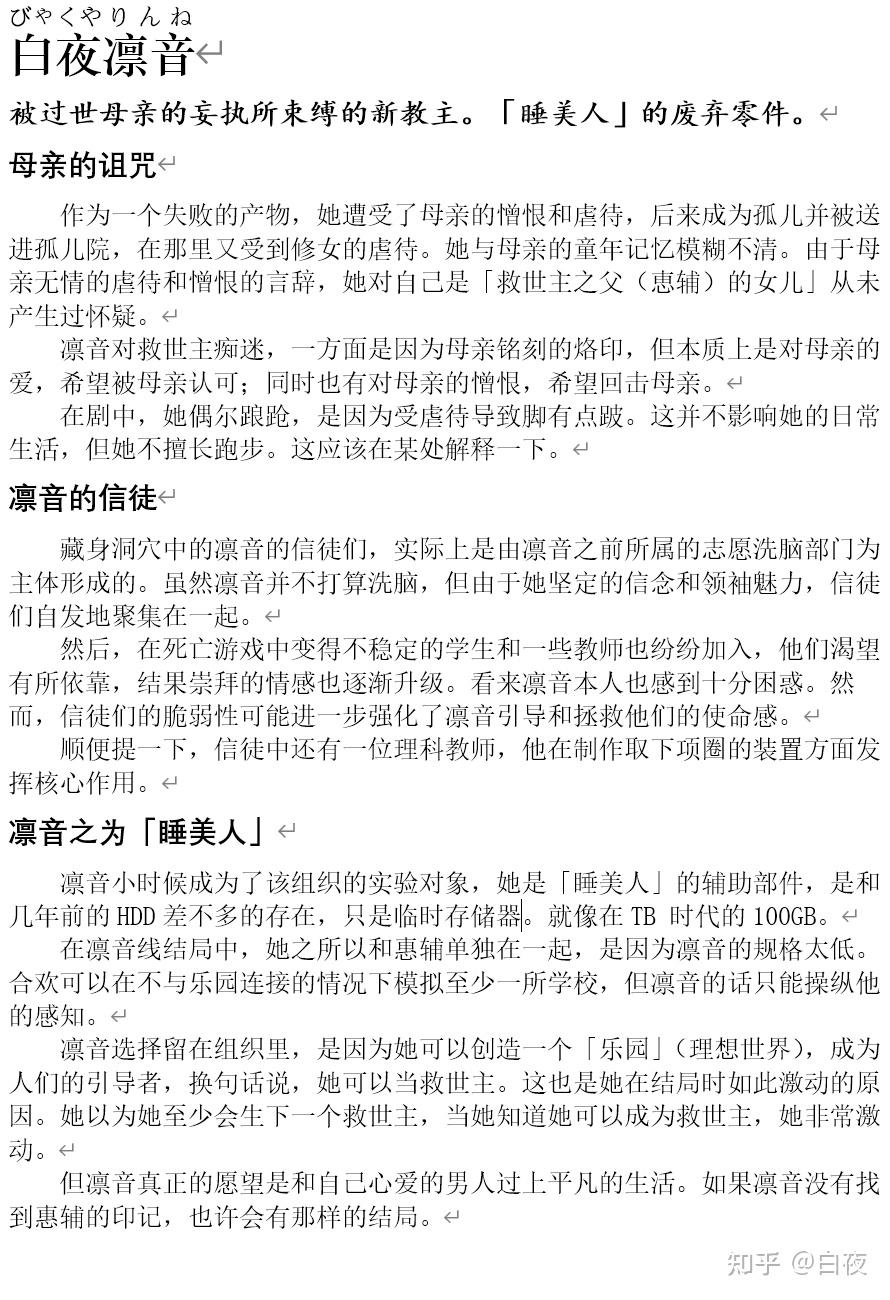 びゃくやりんね
白夜凛音
被过世母亲的妄执所束缚的新教主。「睡美人」的废弃零件。
母亲的诅咒
作为一个失败的产物，她遭受了母亲的憎恨和虐待，后来成为孤儿并被送
进孤儿院，在那里又受到修女的虐待。她与母亲的童年记忆模糊不清。由于母
亲无情的虐待和憎恨的言辞，她对自己是「救世主之父（惠辅）的女儿」从未
产生过怀疑。
凛音对救世主痴迷，一方面是因为母亲铭刻的烙印，但本质上是对母亲的
爱，希望被母亲认可；同时也有对母亲的憎恨，希望回击母亲。
在剧中，她偶尔踉跄，是因为受虐待导致脚有点跛。这并不影响她的日常
生活，但她不擅长跑步。这应该在某处解释一下。
凛音的信徒
藏身洞穴中的凛音的信徒们，实际上是由凛音之前所属的志愿洗脑部门为
主体形成的。虽然凛音并不打算洗脑，但由于她坚定的信念和领袖魅力，信徒
们自发地聚集在一起。
然后，在死亡游戏中变得不稳定的学生和一些教师也纷纷加入，他们渴望
有所依靠，结果崇拜的情感也逐渐升级。看来凛音本人也感到十分困惑。然
而，信徒们的脆弱性可能进一步强化了凛音引导和拯救他们的使命感。
顺便提一下，信徒中还有一位理科教师，他在制作取下项圈的装置方面发
挥核心作用。
凛音之为「睡美人」
凛音小时候成为了该组织的实验对象，她是「睡美人」的辅助部件，是和
几年前的 HDD 差不多的存在，只是临时存储器。就像在 TB 时代的 100GB。
在凛音线结局中，她之所以和惠辅单独在一起，是因为凛音的规格太低。
合欢可以在不与乐园连接的情况下模拟至少一所学校，但凛音的话只能操纵他
的感知。
凛音选择留在组织里，是因为她可以创造一个「乐园」（理想世界），成为
人们的引导者，换句话说，她可以当救世主。这也是她在结局时如此激动的原
因。她以为她至少会生下一个救世主，当她知道她可以成为救世主，她非常激
动。
但凛音真正的愿望是和自己心爱的男人过上平凡的生活。如果凛音没有找
到惠辅的印记，也许会有那样的结局。
知乎 @白夜